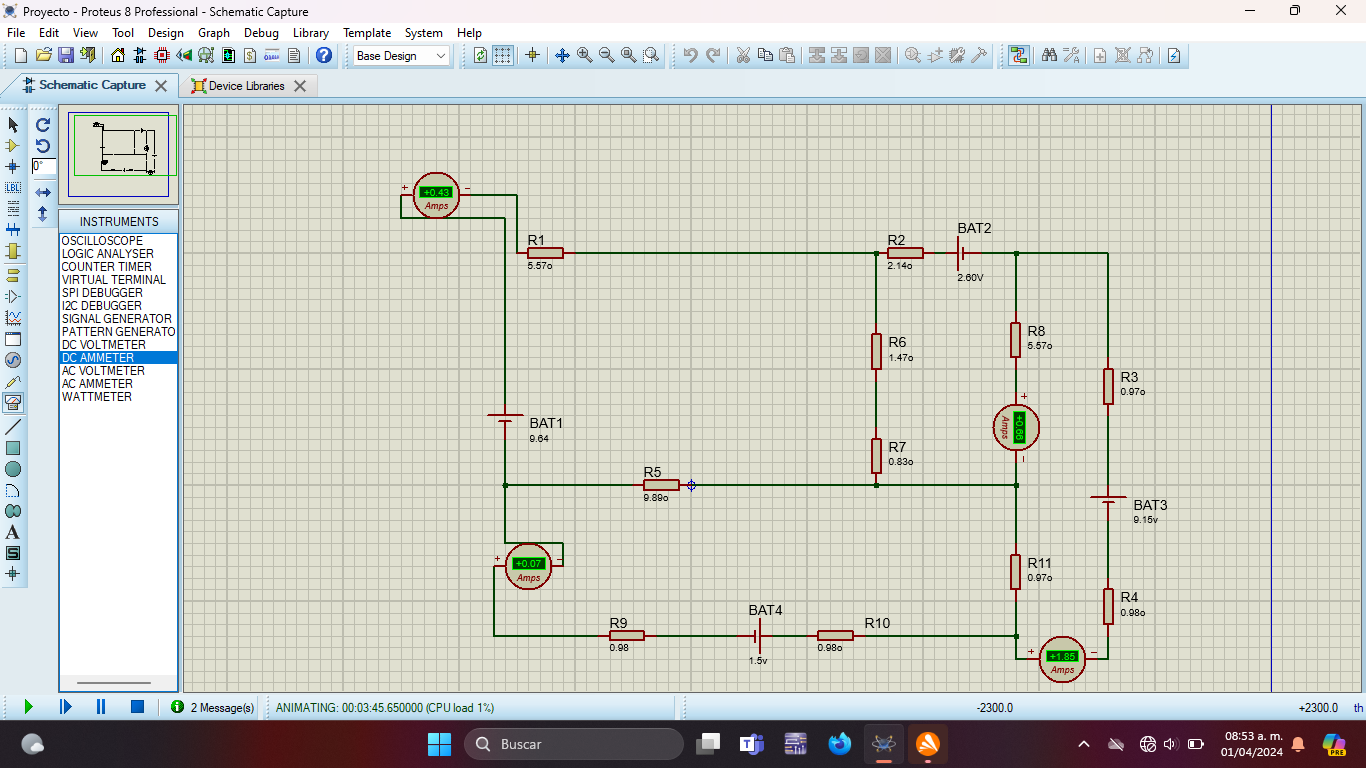 Proyecto - Proteus 8 Professional - Schematic Capture
File Edit View Tool Design Graph Debug Library Template System Help
Base Design
Schematic Capture
Device Libraries
0°
INSTRUMENTS
OSCILLOSCOPE
LOGIC ANALYSER
COUNTER TIMER
VIRTUAL TERMINAL
SPI DEBUGGER
I2C DEBUGGER
SIGNAL GENERATOR
PATTERN GENERATO
DC VOLTMETER
DC AMMETER
AC VOLTMETER
AC AMMETER
WATTMETER
LBL
A
S
+ +0.43 −
Amps
R1
5.57o
R2
2.14o
BAT2
2.60V
R6
1.47o
R8
5.57o
R3
0.97o
+
+0.66
Amps
−
BAT1
9.64
R7
0.83o
R5
9.89o
BAT3
9.15v
+ +0.07 −
Amps
R11
0.97o
R4
0.98o
R9
0.98
BAT4
1.5v
R10
0.98o
+ +1.85 −
Amps
2 Message(s)
ANIMATING: 00:03:45.650000 (CPU load 1%)
-2300.0
+2300.0 th
Buscar
08:53 a. m.
01/04/2024
PRE